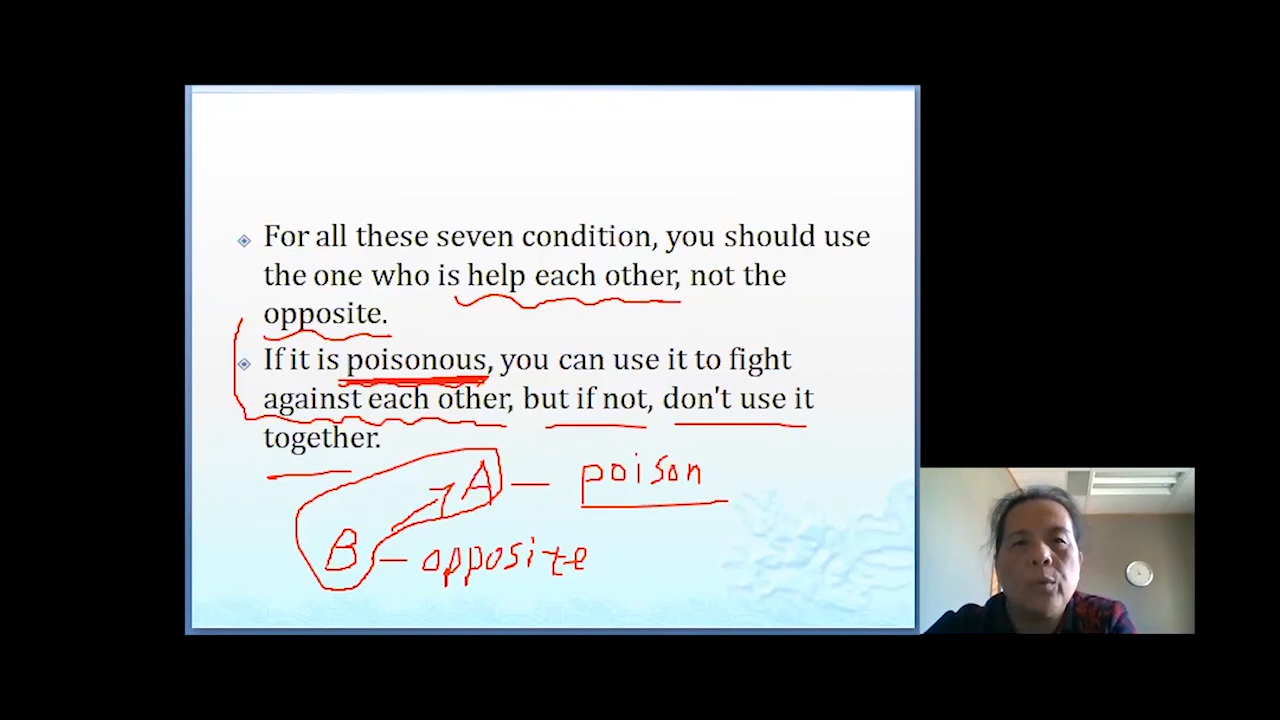 For all these seven condition, you should use
the one who is help each other, not the
opposite.
If it is poisonous, you can use it to fight
against each other, but if not, don't use it
together.
A — poison
B — opposite